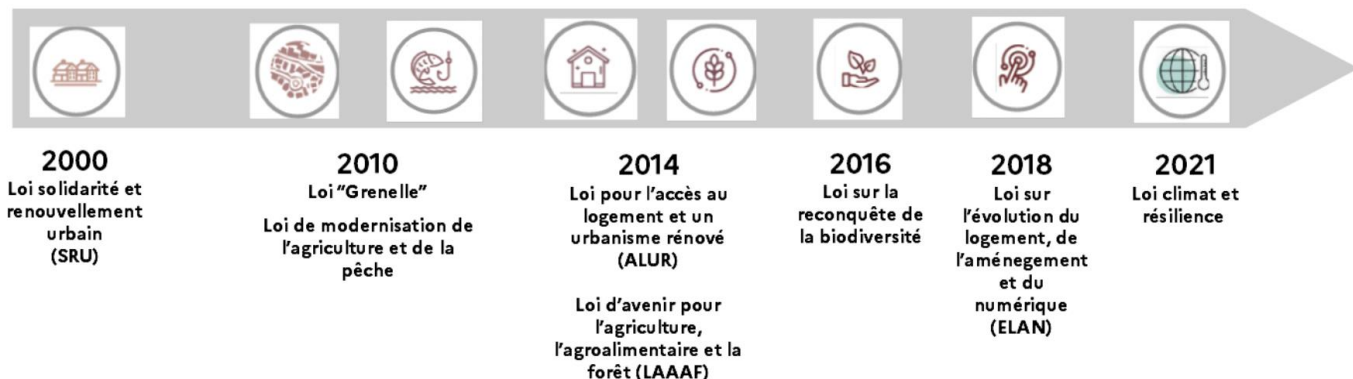 2000
Loi solidarité et
renouvellement
urbain
(SRU)
2010
Loi "Grenelle"
Loi de modernisation de
l'agriculture et de la
pêche
2014
Loi pour l'accès au
logement et un
urbanisme rénové
(ALUR)
Loi d'avenir pour
l'agriculture,
l'agroalimentaire et la
forêt (LAAAF)
2016
Loi sur la
reconquête de
la biodiversité
2018
Loi sur
l'évolution du
logement, de
l'aménegement
et du
numérique
(ELAN)
2021
Loi climat et
résilience